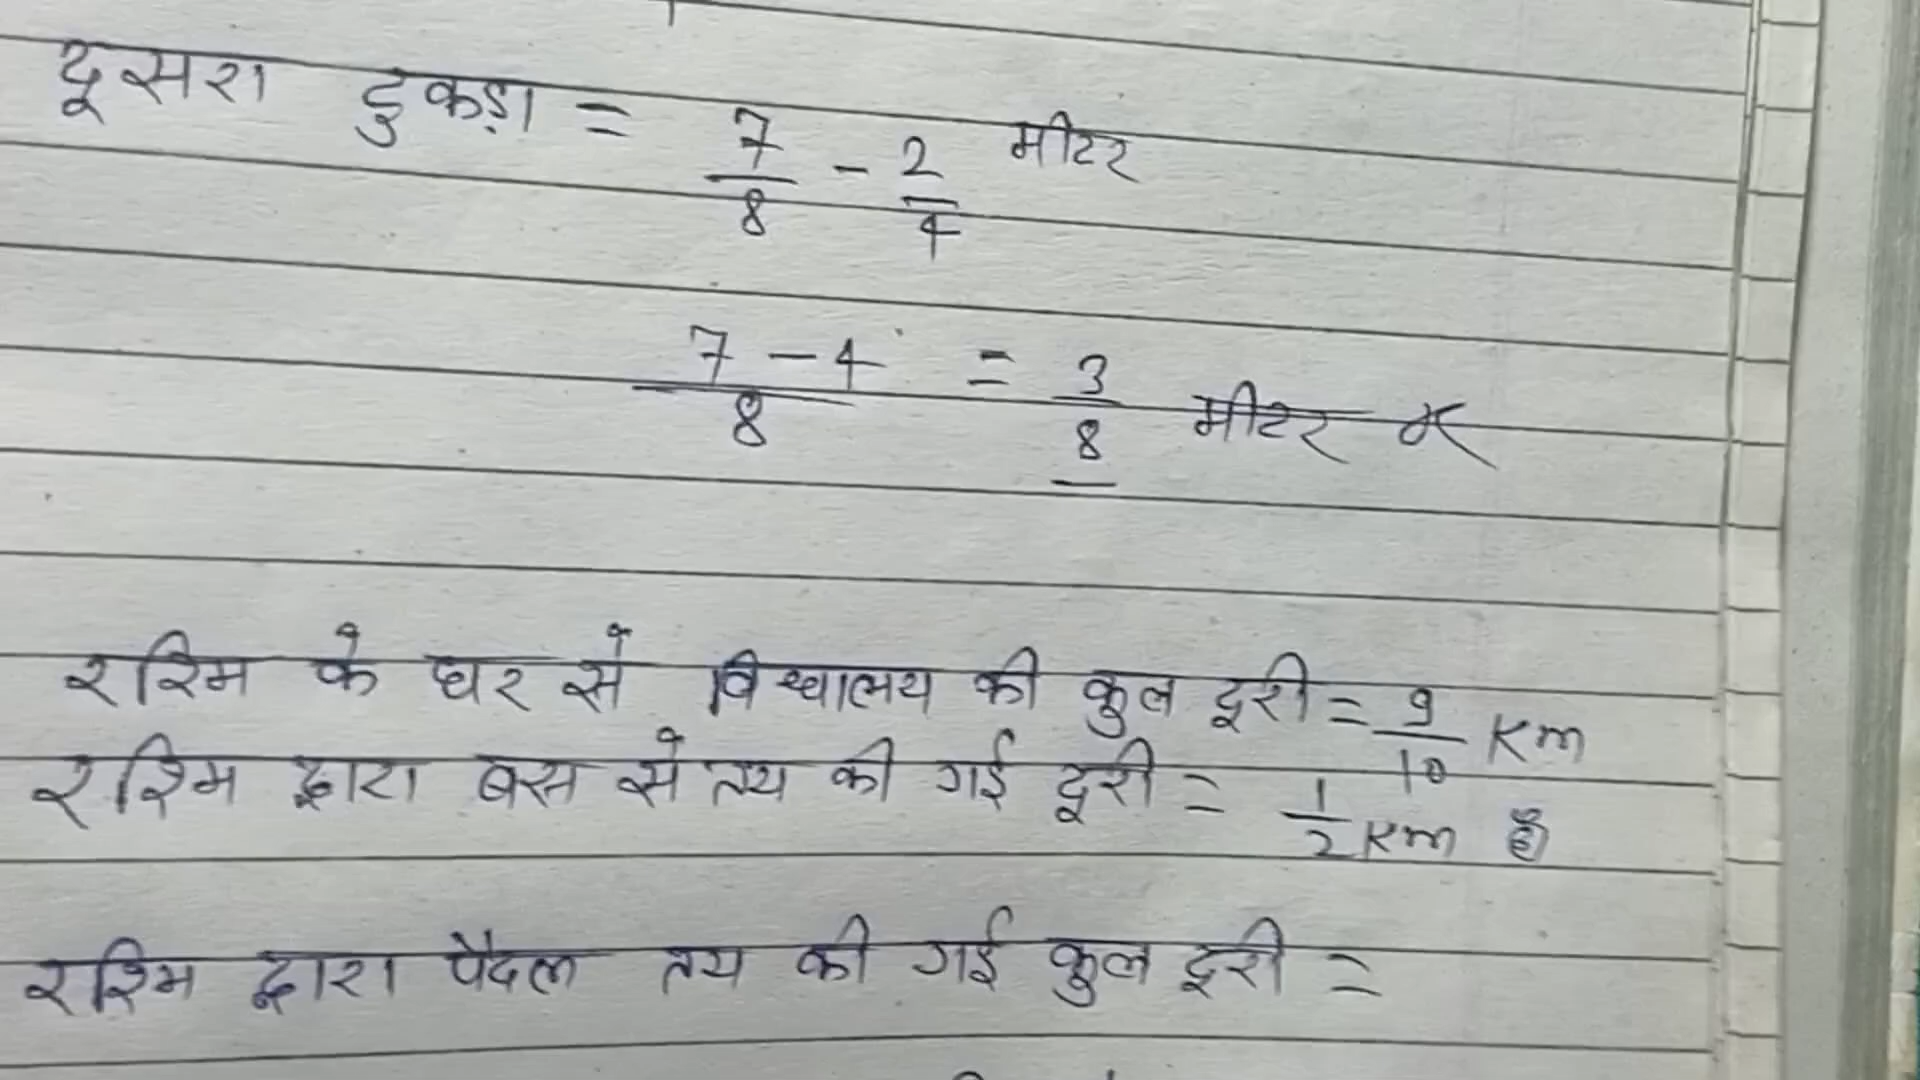 दूसरा टुकड़ा = 7/8 - 2/4 मीटर
7 - 4 / 8 = 3/8 मीटर
रश्मि के घर से विध्यालय की कुल दूरी = 9/10 Km
रश्मि द्वारा बस से तय की गई दूरी = 1/2 Km है
रश्मि द्वारा पैदल तय की गई कुल दूरी =